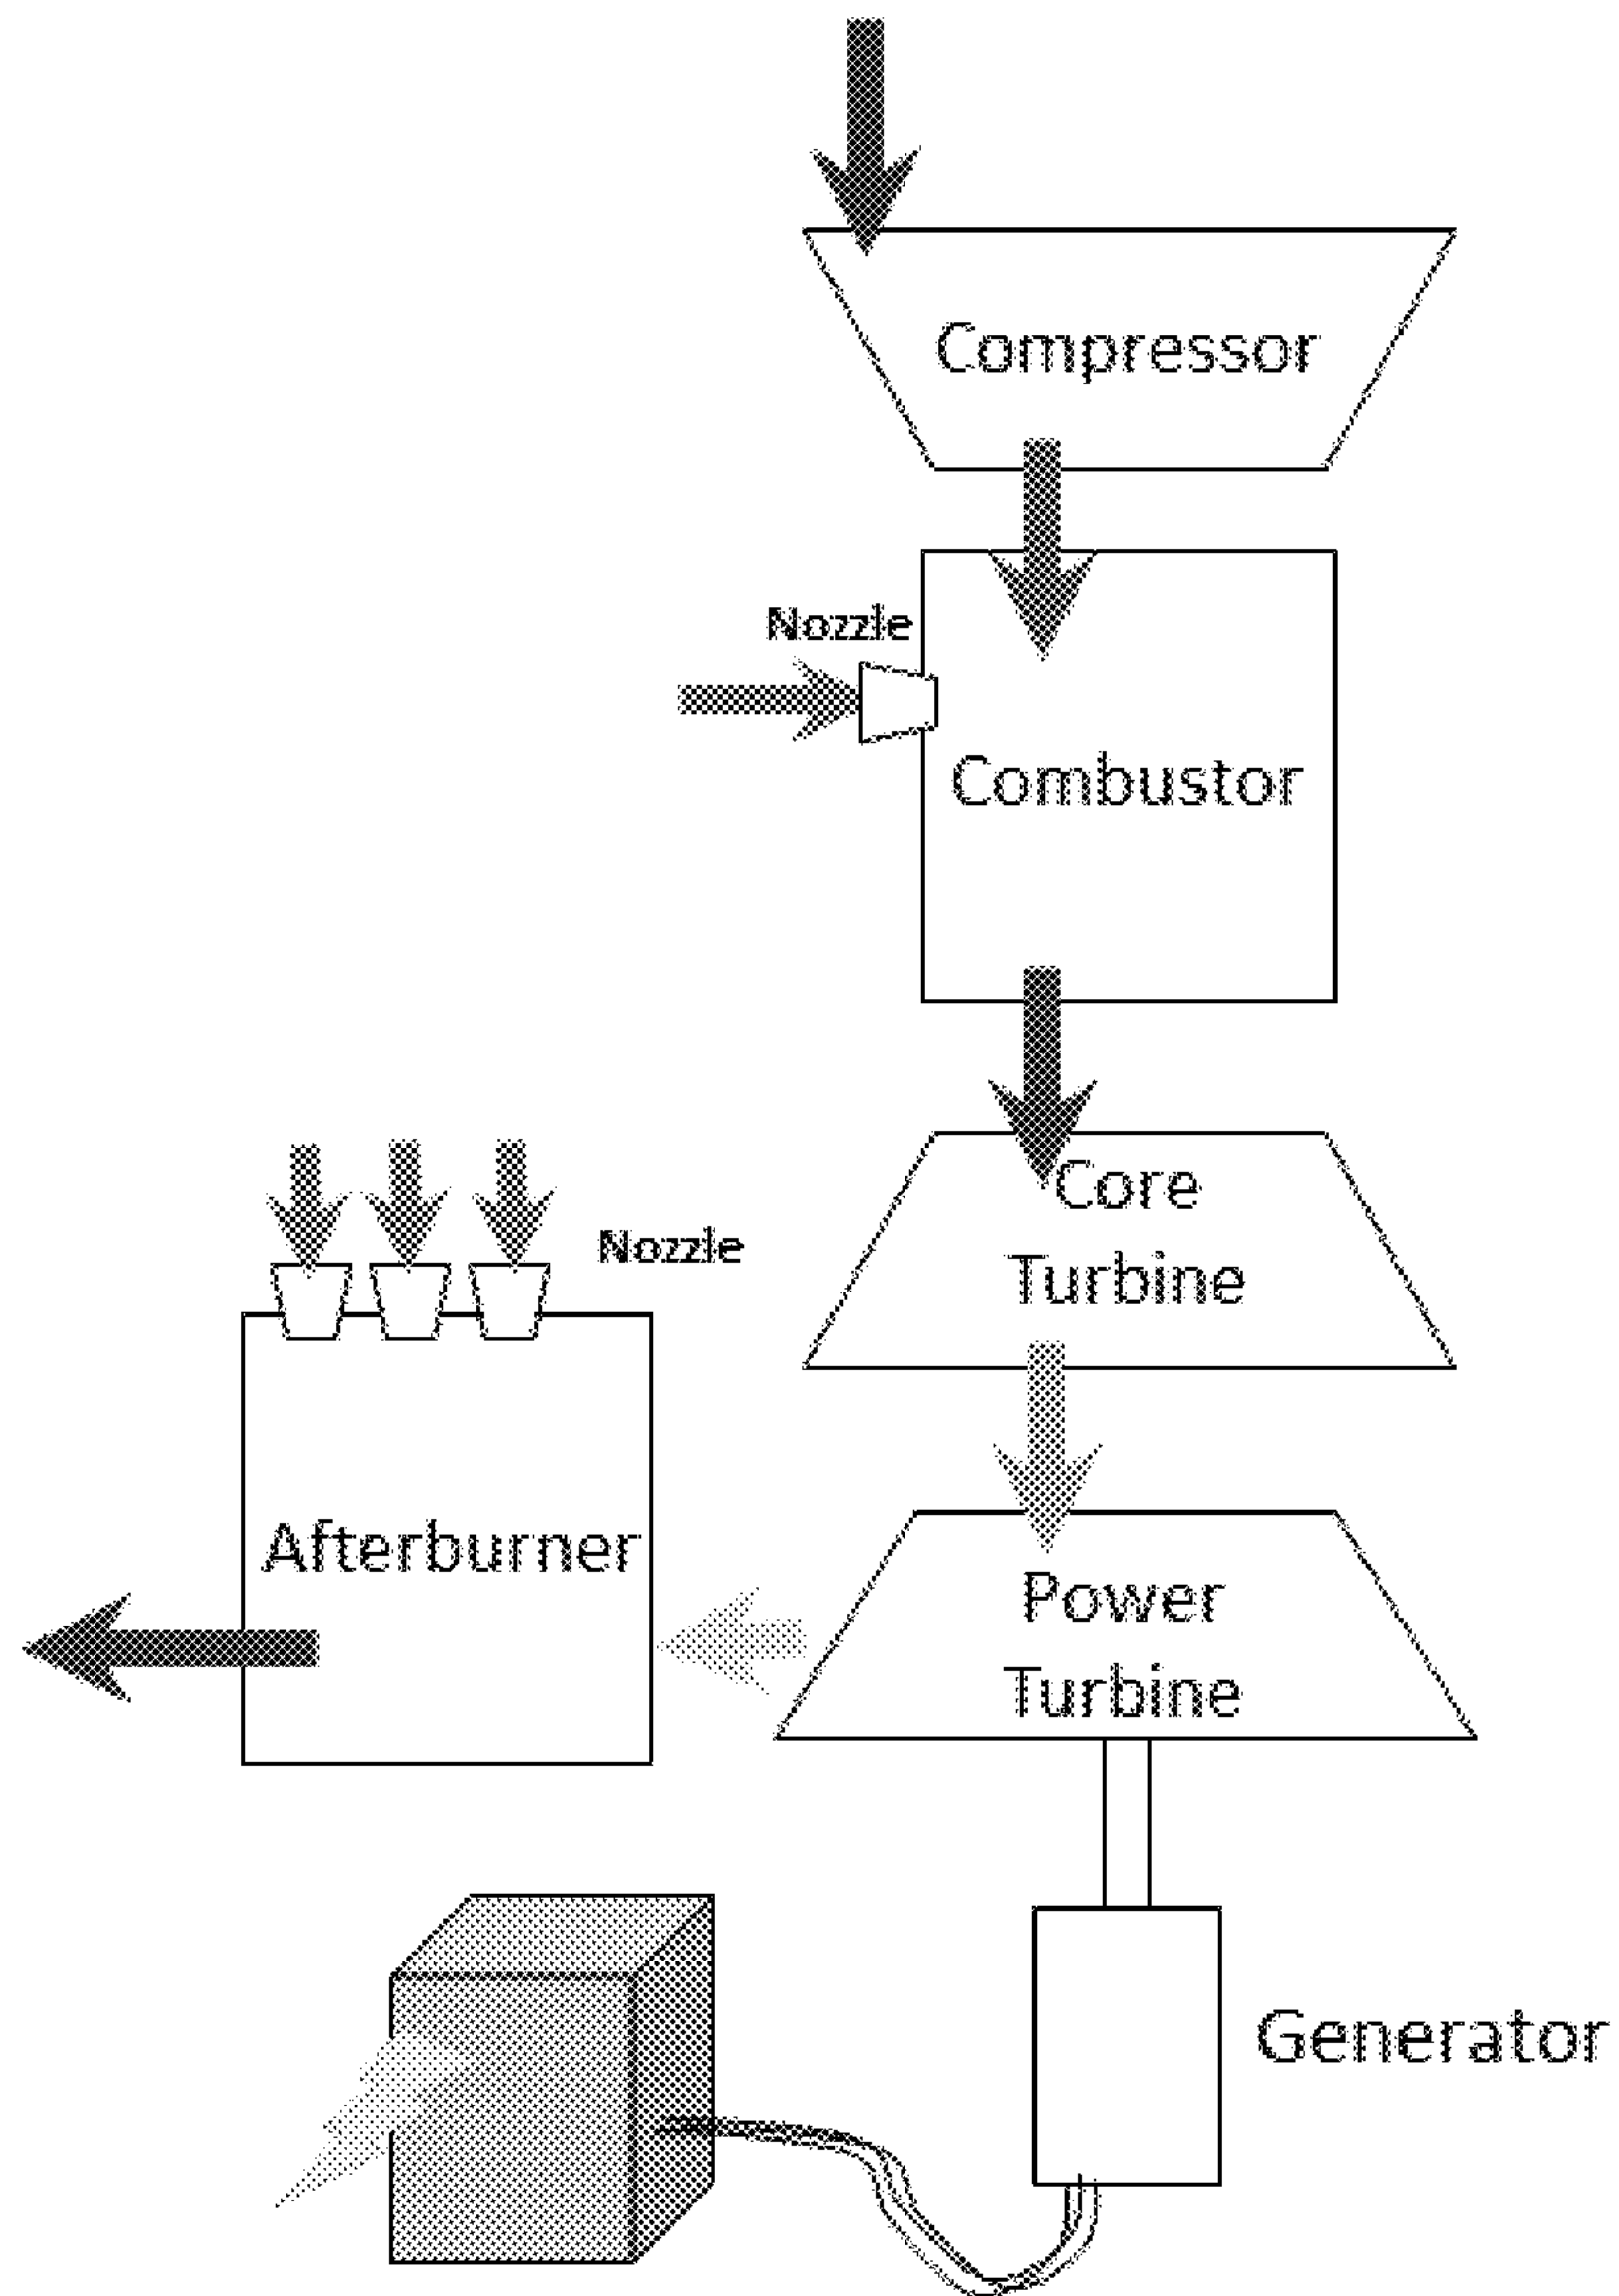 Compressor
Nozzle
Combustor
Core
Turbine
Nozzle
Afterburner
Power
Turbine
Generator